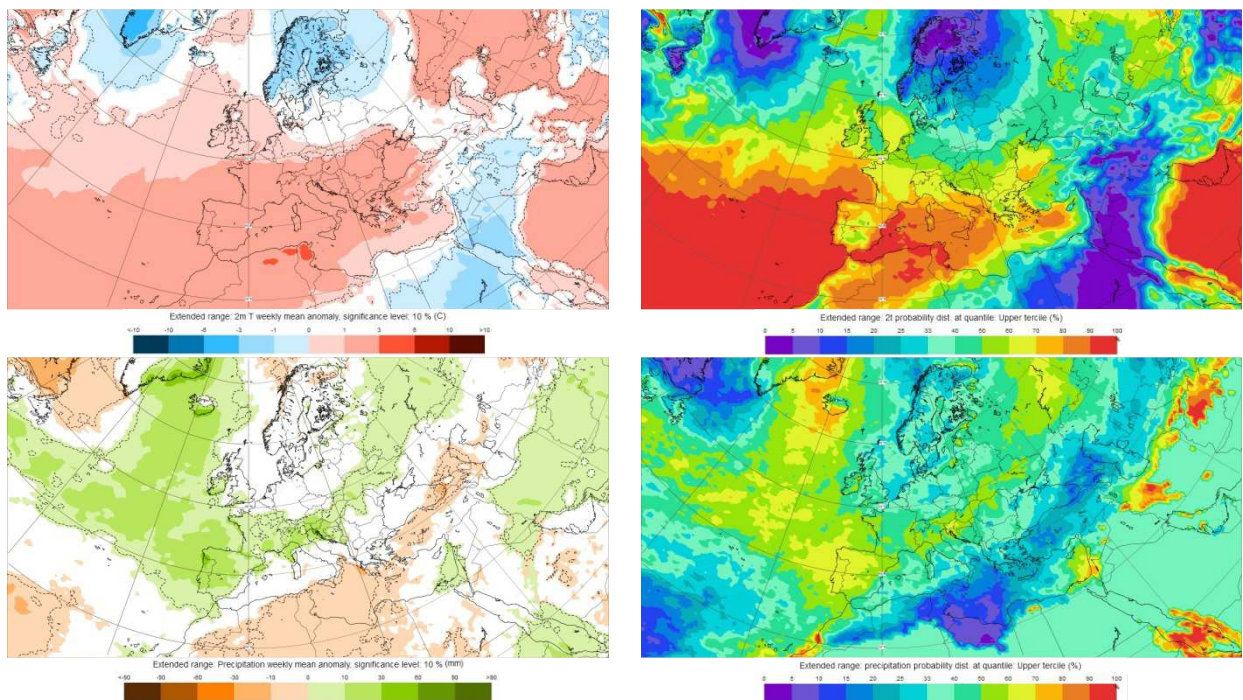 Extended range: 2m T weekly mean anomaly, significance level: 10 % (C)
<-10 -10 -6 -3 -1 0 1 3 6 10 >10
Extended range: 2t probability dist. at quantile: Upper tercile (%)
0 5 10 15 20 25 30 40 50 60 70 80 90 100
%
Extended range: Precipitation weekly mean anomaly, significance level: 10 % (mm)
<-90 -90 -60 -30 -10 0 10 30 60 90 >90
Extended range: precipitation probability dist. at quantile: Upper tercile (%)
0 5 10 15 20 25 30 40 50 60 70 80 90 100
%